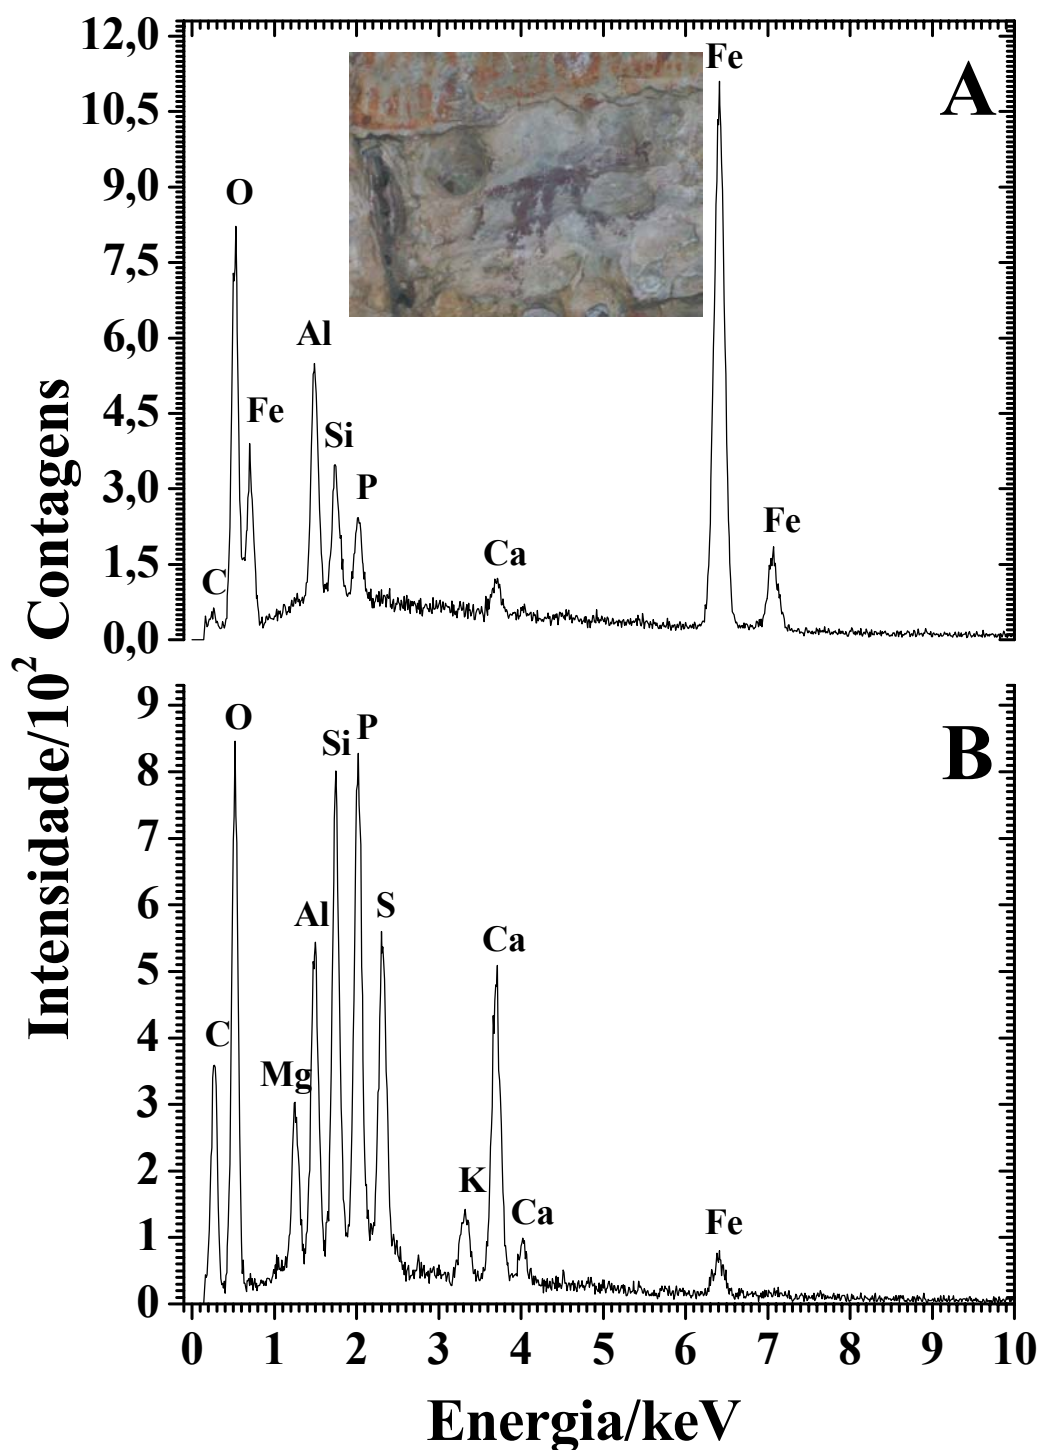 Intensidade/10² Contagens
A
12,0
10,5
9,0
7,5
6,0
4,5
3,0
1,5
0,0
C
O
Fe
Al
Si
P
Ca
Fe
Fe
B
9
8
7
6
5
4
3
2
1
0
C
O
Mg
Al
Si
P
S
K
Ca
Ca
Fe
0 1 2 3 4 5 6 7 8 9 10
Energia/keV